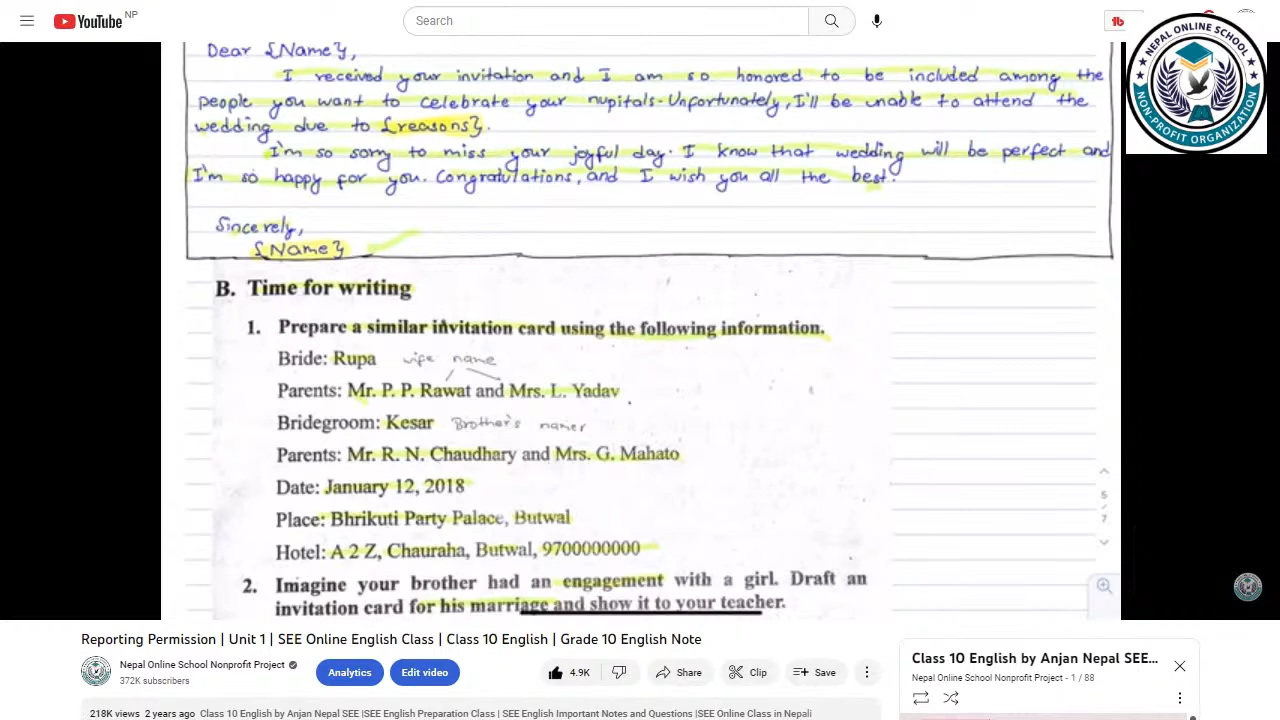 YouTube NP
Search
NEPAL ONLINE SCHOOL
NON-PROFIT ORGANIZATION
Dear {Name},
I received your invitation and I am so honored to be included among the
people you want to celebrate your nupitals. Unfortunately, I'll be unable to attend the
wedding due to {reasons}.
I'm so sorry to miss your joyful day. I know that wedding will be perfect and
I'm so happy for you. Congratulations, and I wish you all the best.
Sincerely,
{Name}
B. Time for writing
1. Prepare a similar invitation card using the following information.
Bride: Rupa wife name
Parents: Mr. P. P. Rawat and Mrs. L. Yadav
Bridegroom: Kesar Brother's namer
Parents: Mr. R. N. Chaudhary and Mrs. G. Mahato
Date: January 12, 2018
Place: Bhrikuti Party Palace, Butwal
Hotel: A 2 Z, Chauraha, Butwal, 9700000000
2. Imagine your brother had an engagement with a girl. Draft an
invitation card for his marriage and show it to your teacher.
5
/
7
Reporting Permission | Unit 1 | SEE Online English Class | Class 10 English | Grade 10 English Note
Nepal Online School Nonprofit Project
372K subscribers
Analytics
Edit video
4.9K
Share
Clip
Save
218K views 2 years ago Class 10 English by Anjan Nepal SEE |SEE English Preparation Class | SEE English Important Notes and Questions |SEE Online Class in Nepali
Class 10 English by Anjan Nepal SEE...
Nepal Online School Nonprofit Project - 1 / 88